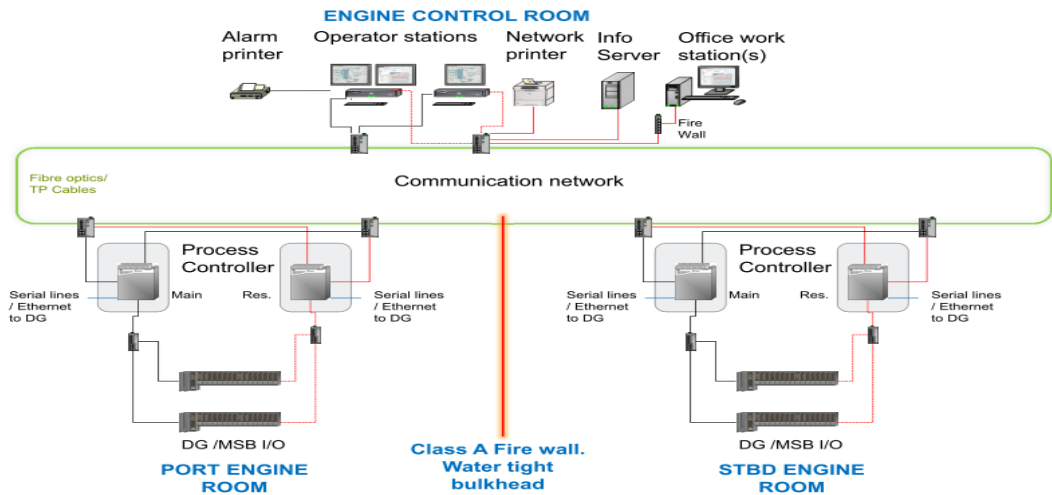 ENGINE CONTROL ROOM
Alarm
printer
Operator stations
Network
printer
Info
Server
Office work
station(s)
Fire
Wall
Fibre optics/
TP Cables
Communication network
Process
Controller
Serial lines
/ Ethernet
to DG
Main
Res.
Serial lines
/ Ethernet
to DG
DG /MSB I/O
PORT ENGINE
ROOM
Class A Fire wall.
Water tight
bulkhead
Process
Controller
Serial lines
/ Ethernet
to DG
Main
Res.
Serial lines
/ Ethernet
to DG
DG /MSB I/O
STBD ENGINE
ROOM